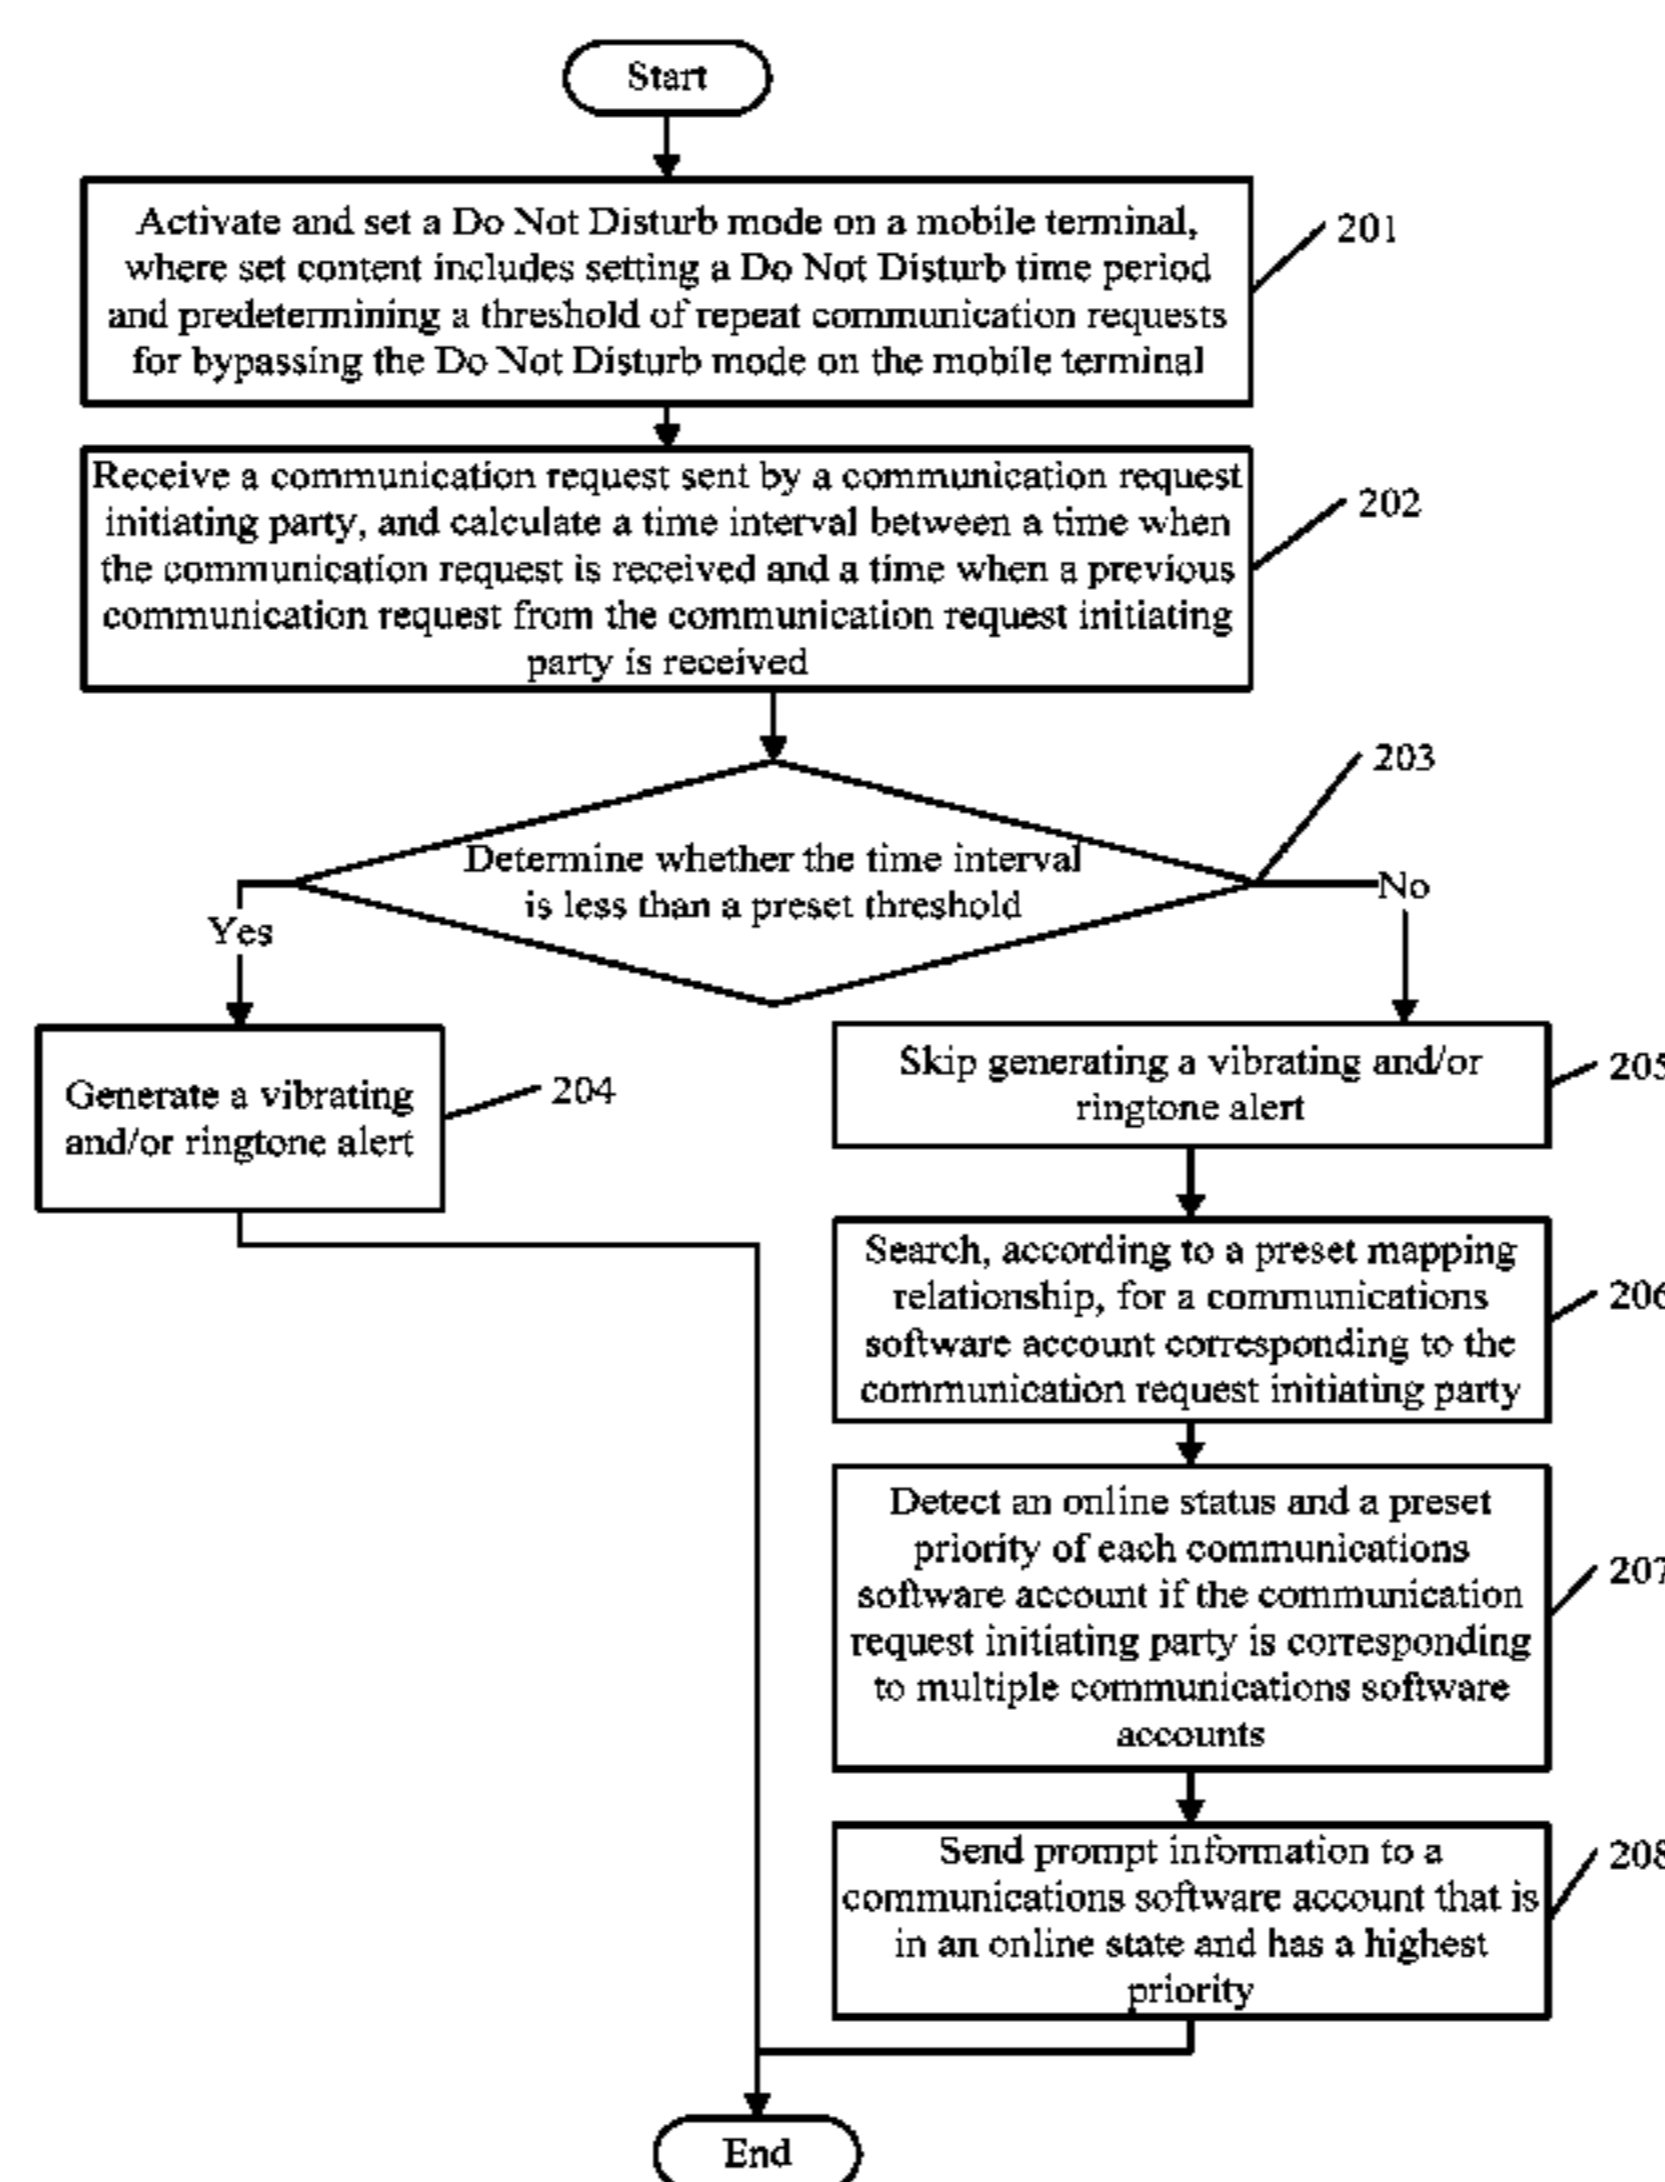 Start
Activate and set a Do Not Disturb mode on a mobile terminal,
where set content includes setting a Do Not Disturb time period
and predetermining a threshold of repeat communication requests
for bypassing the Do Not Disturb mode on the mobile terminal
201
Receive a communication request sent by a communication request
initiating party, and calculate a time interval between a time when
the communication request is received and a time when a previous
communication request from the communication request initiating
party is received
202
203
Determine whether the time interval
is less than a preset threshold
Yes
No
Generate a vibrating
and/or ringtone alert
204
Skip generating a vibrating and/or
ringtone alert
205
Search, according to a preset mapping
relationship, for a communications
software account corresponding to the
communication request initiating party
206
Detect an online status and a preset
priority of each communications
software account if the communication
request initiating party is corresponding
to multiple communications software
accounts
207
Send prompt information to a
communications software account that is
in an online state and has a highest
priority
208
End